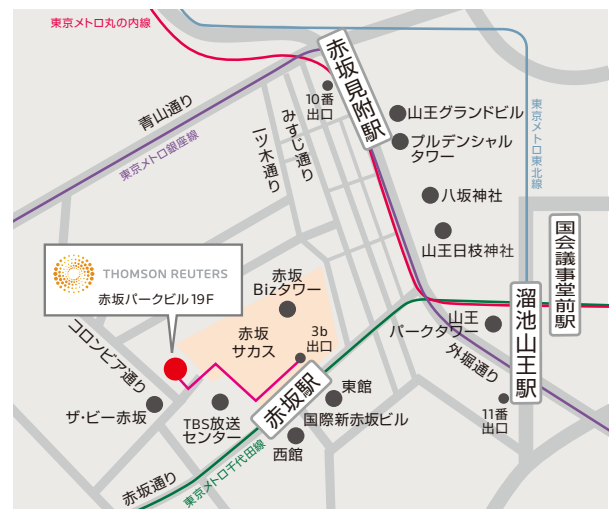 東京メトロ丸の内線
赤坂見附駅
10番
出口
山王グランドビル
プルデンシャル
タワー
東京メトロ東北線
青山通り
東京メトロ銀座線
一ツ木通り
みすじ通り
八坂神社
山王日枝神社
国会議事堂前駅
THOMSON REUTERS
赤坂パークビル19F
赤坂
Bizタワー
赤坂
サカス
3b
出口
山王
パークタワー
溜池山王駅
外堀通り
コロンビア通り
赤坂駅
東館
11番
出口
ザ・ビー赤坂
TBS放送
センター
国際新赤坂ビル
西館
赤坂通り
東京メトロ千代田線